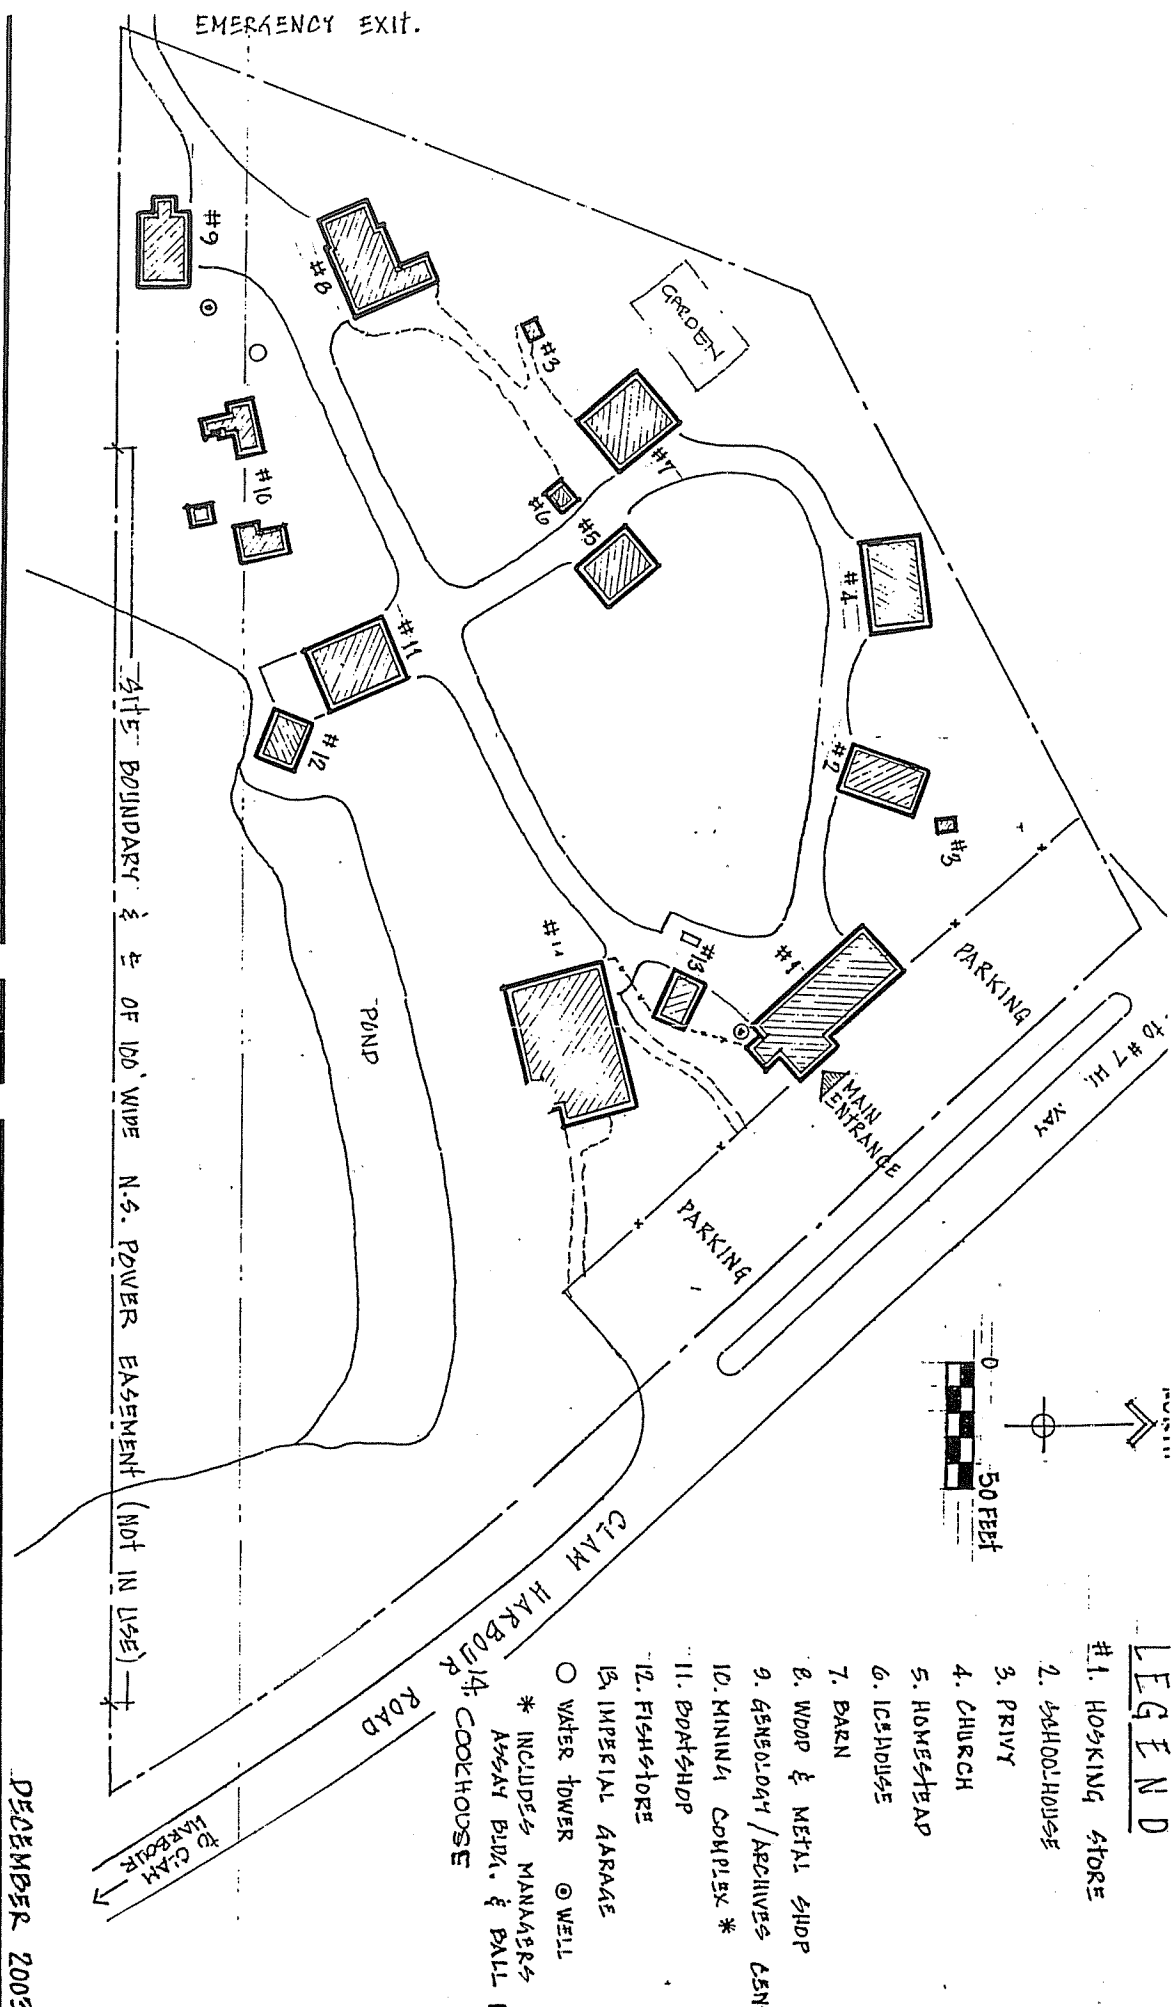 EMERGENCY EXIT.
#9
#8
#3
GARDEN
#7
#6
#5
#10
#4
#11
#12
#2
#3
#1
#13
#14
POND
PARKING
MAIN
ENTRANCE
PARKING
TO #7 HI.
WAY
SITE BOUNDARY & ₵ OF 100' WIDE N.S. POWER EASEMENT (NOT IN USE)
0
50 FEET
CLAM HARBOUR ROAD
TO CLAM
HARBOUR
LEGEND
#1. HOSKING STORE
2. SCHOOLHOUSE
3. PRIVY
4. CHURCH
5. HOMESTEAD
6. ICEHOUSE
7. BARN
8. WOOD & METAL SHOP
9. GENEOLOGY / ARCHIVES CEN
10. MINING COMPLEX *
11. BOATSHOP
12. FISHSTORE
13. IMPERIAL GARAGE
○ WATER TOWER ⊙ WELL
* INCLUDES MANAGERS
ASSAY BLDG. & BALL
14. COOKHOUSE
DECEMBER